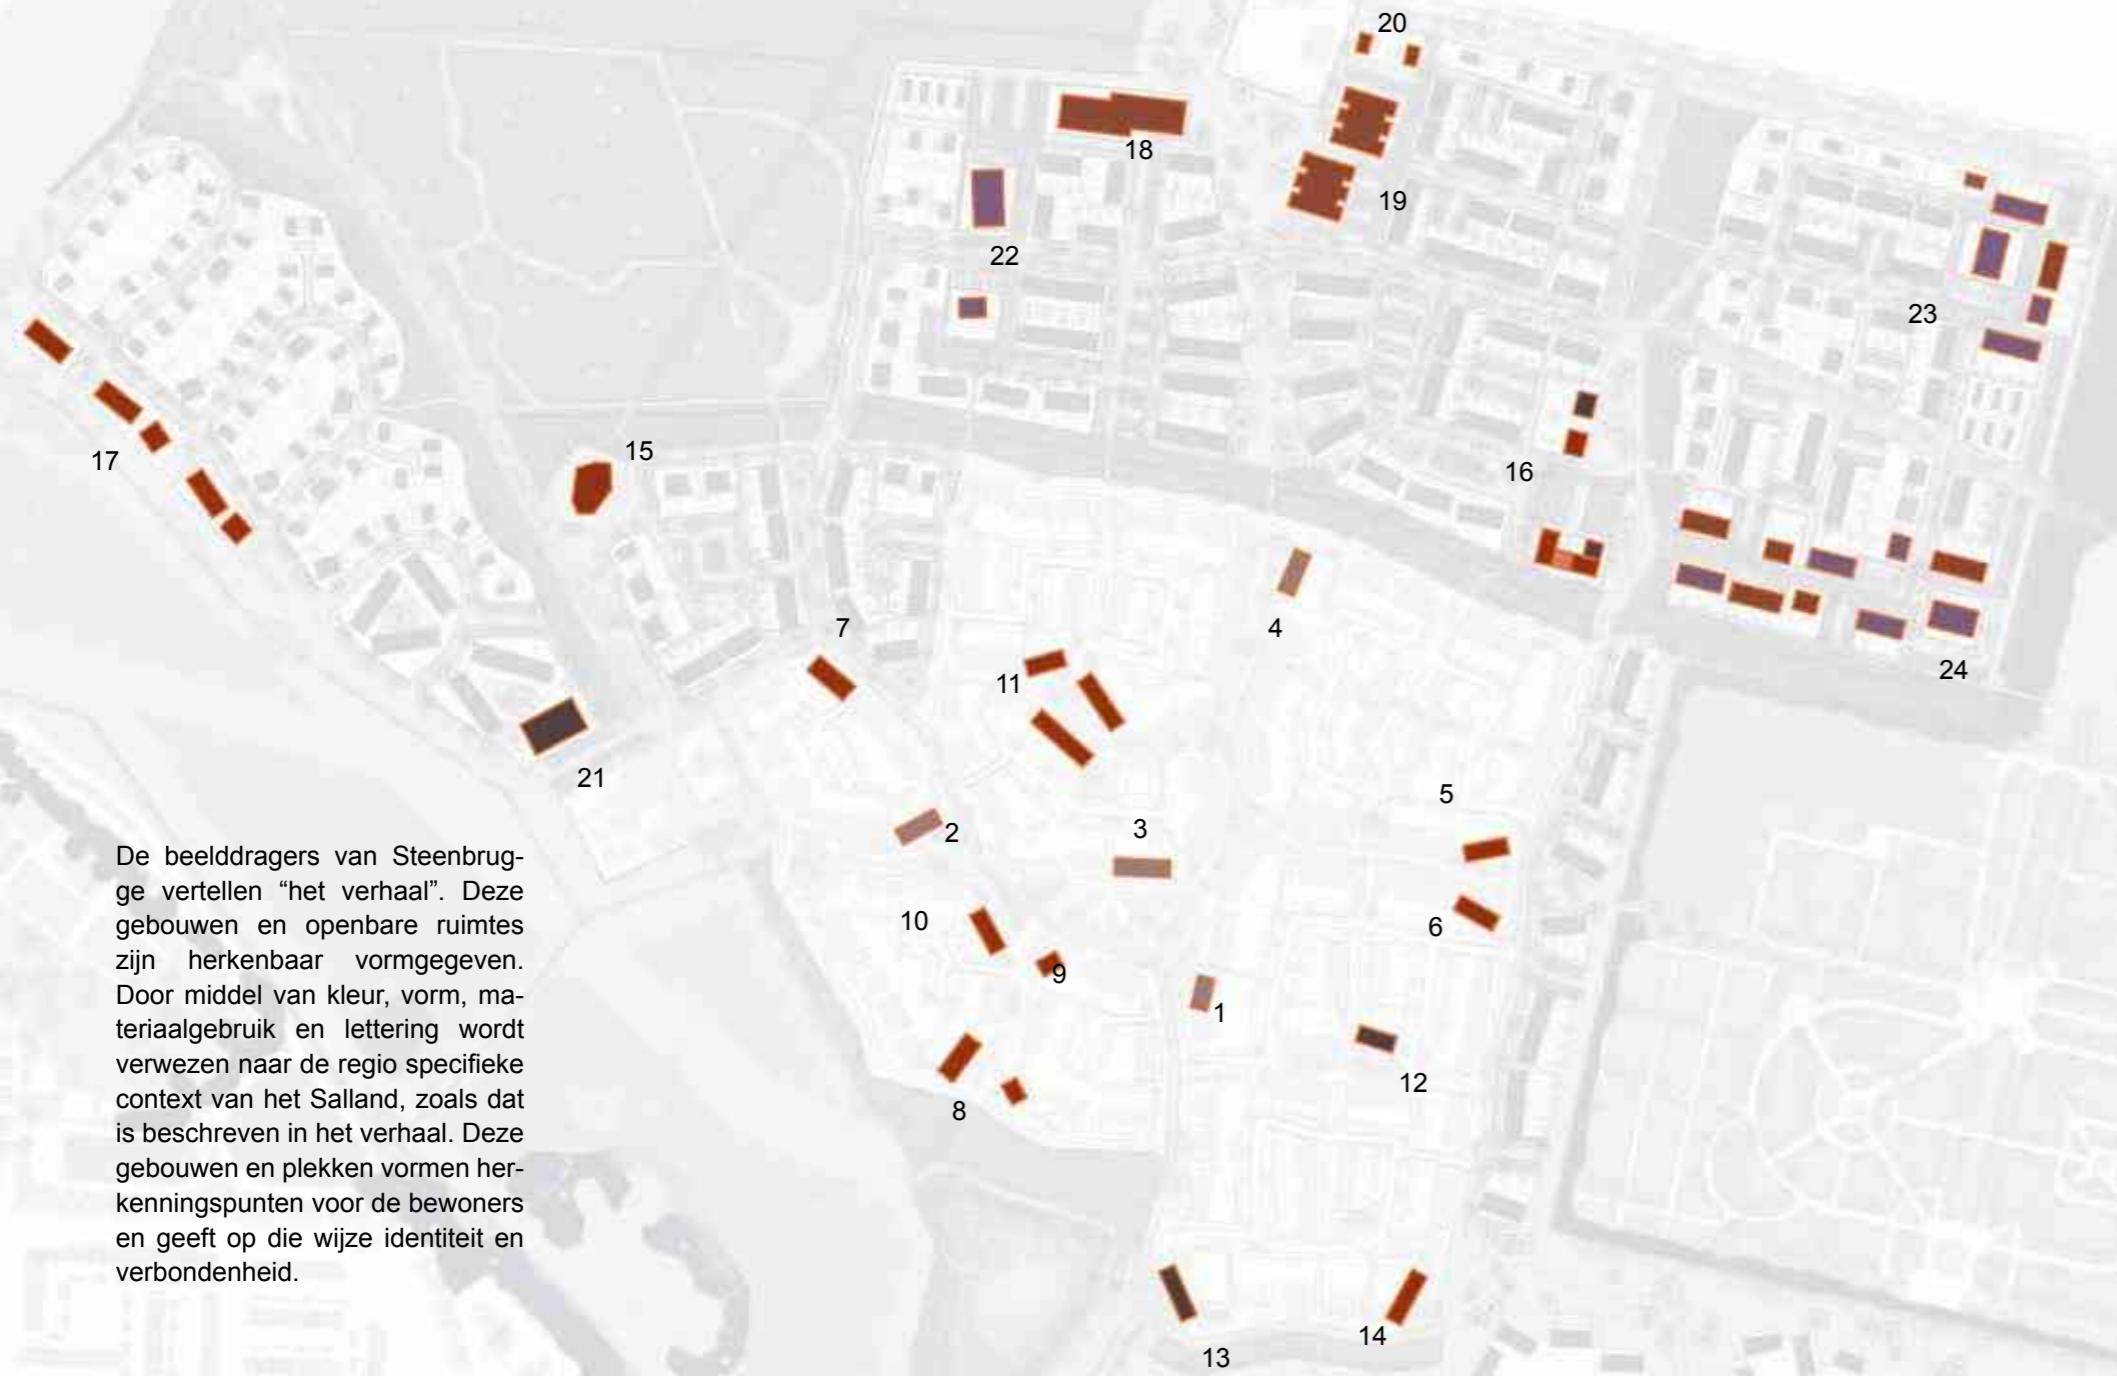 20
18
19
22
23
15
17
16
7
4
11
24
21
5
2
3
De beelddragers van Steenbrug-
ge vertellen “het verhaal”. Deze
gebouwen en openbare ruimtes
zijn herkenbaar vormgegeven.
Door middel van kleur, vorm, ma-
teriaalgebruik en lettering wordt
verwezen naar de regio specifieke
context van het Salland, zoals dat
is beschreven in het verhaal. Deze
gebouwen en plekken vormen her-
kenningspunten voor de bewoners
en geeft op die wijze identiteit en
verbondenheid.
10
6
9
1
12
8
14
13